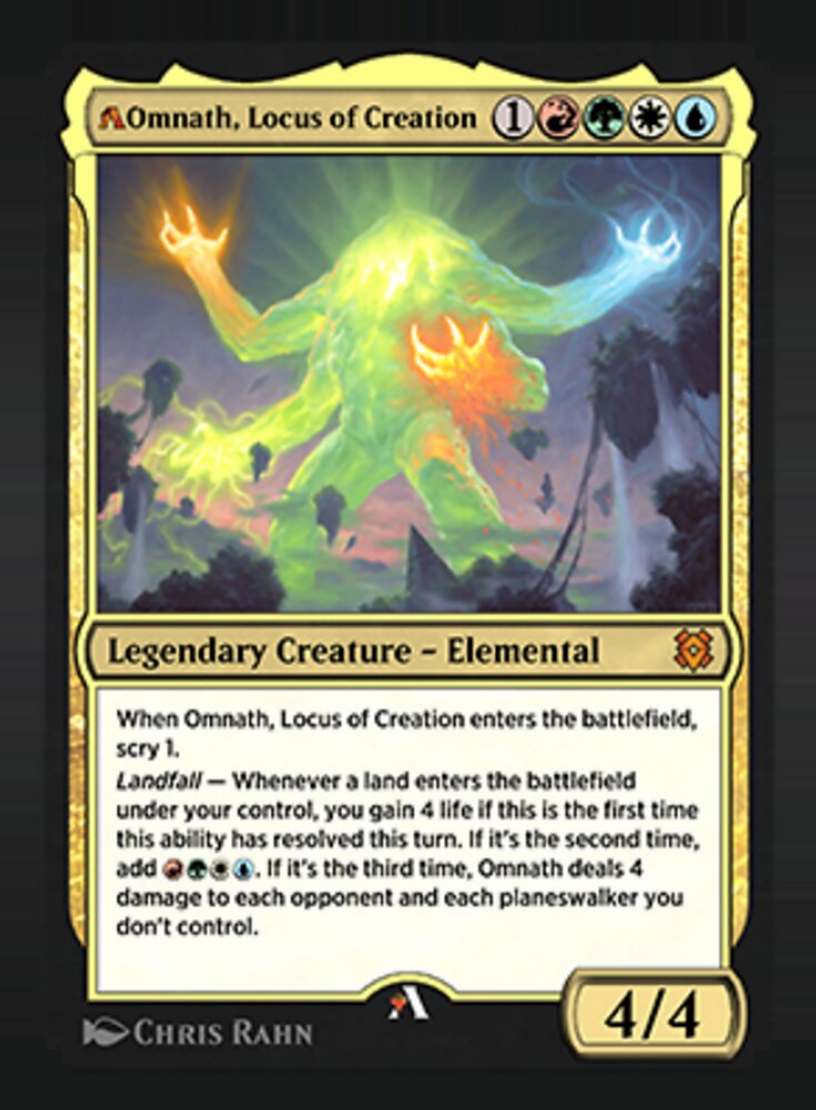 Omnath, Locus of Creation 1
Legendary Creature – Elemental
When Omnath, Locus of Creation enters the battlefield,
scry 1.
Landfall — Whenever a land enters the battlefield
under your control, you gain 4 life if this is the first time
this ability has resolved this turn. If it's the second time,
add . If it's the third time, Omnath deals 4
damage to each opponent and each planeswalker you
don't control.
4/4
Chris Rahn